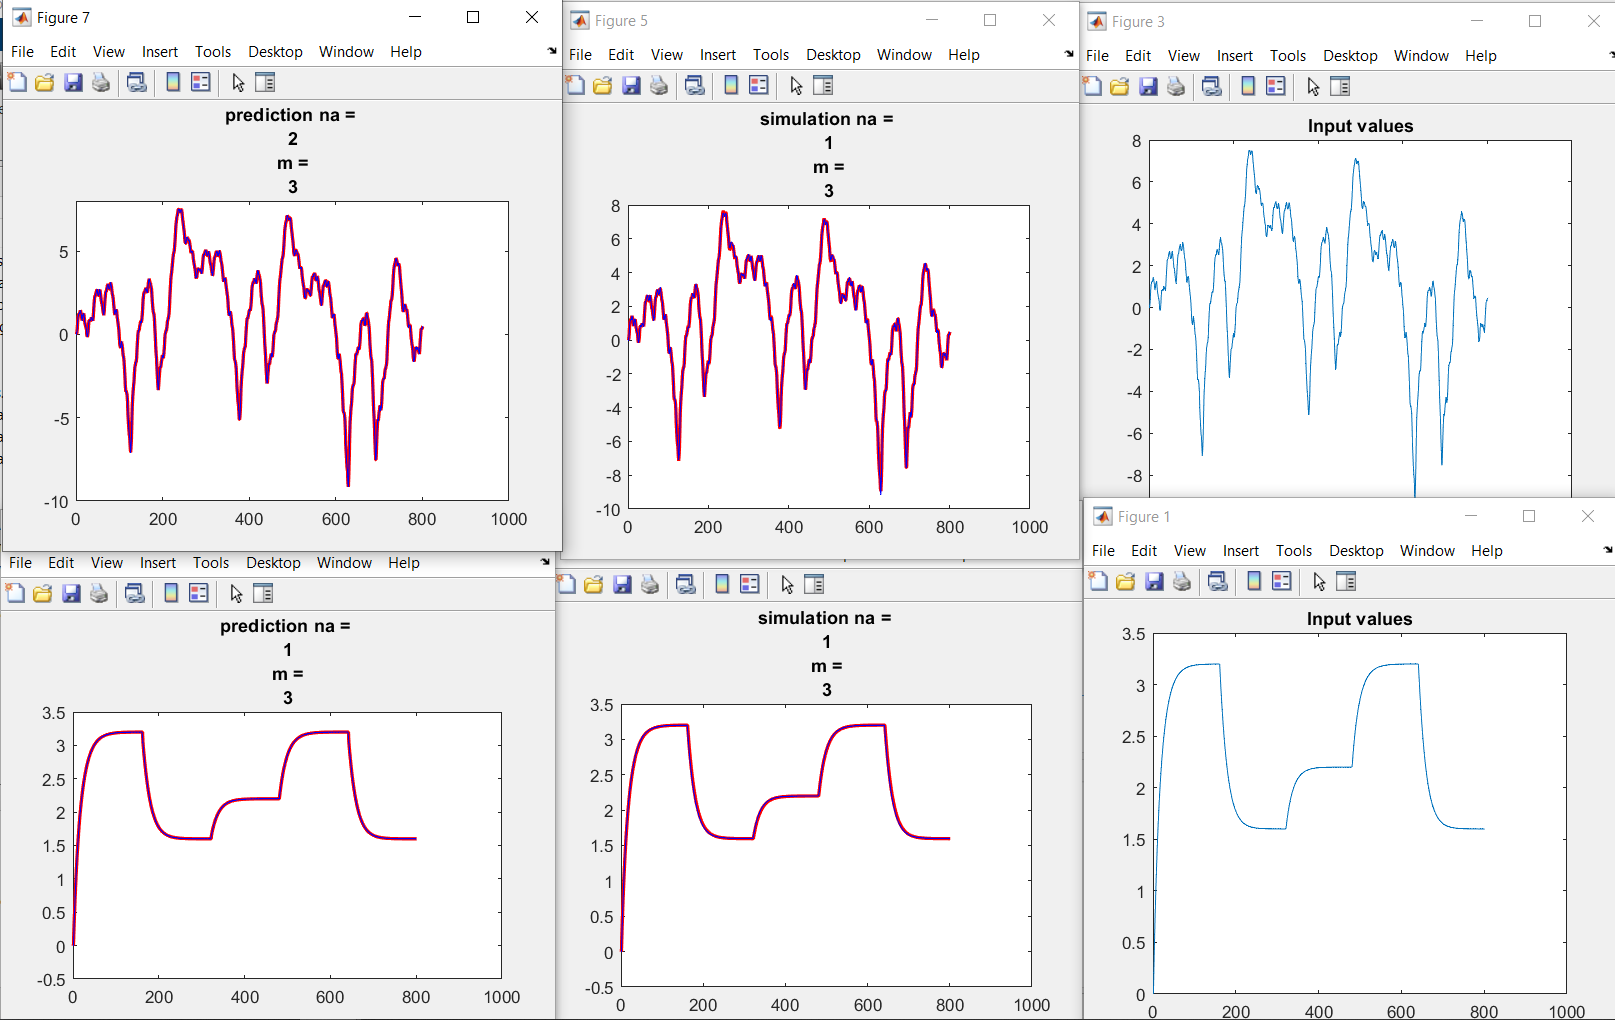 Figure 7
File Edit View Insert Tools Desktop Window Help
prediction na =
2
m =
3
5
0
-5
-10
0 200 400 600 800 1000
Figure 5
File Edit View Insert Tools Desktop Window Help
simulation na =
1
m =
3
8
6
4
2
0
-2
-4
-6
-8
-10
0 200 400 600 800 1000
Figure 3
File Edit View Insert Tools Desktop Window Help
Input values
8
6
4
2
0
-2
-4
-6
-8
File Edit View Insert Tools Desktop Window Help
prediction na =
1
m =
3
3.5
3
2.5
2
1.5
1
0.5
0
-0.5
0 200 400 600 800 1000
simulation na =
1
m =
3
3.5
3
2.5
2
1.5
1
0.5
0
-0.5
0 200 400 600 800 1000
Figure 1
File Edit View Insert Tools Desktop Window Help
Input values
3.5
3
2.5
2
1.5
1
0.5
0
0 200 400 600 800 1000